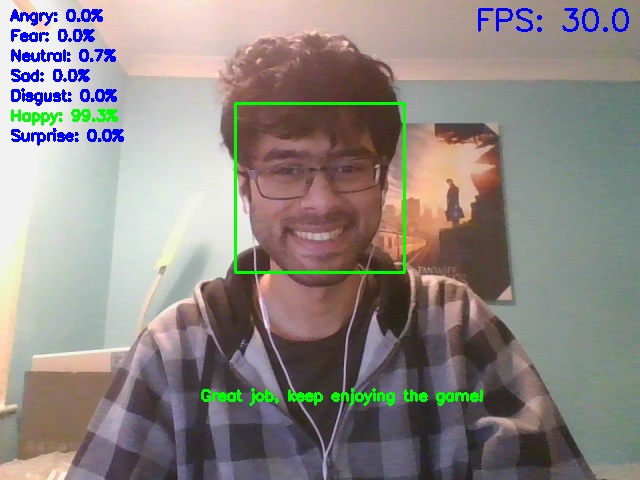 Angry: 0.0%
FPS: 30.0
Fear: 0.0%
Neutral: 0.7%
Sad: 0.0%
Disgust: 0.0%
Happy: 99.3%
Surprise: 0.0%
FANTASTIC
Great job, keep enjoying the game!